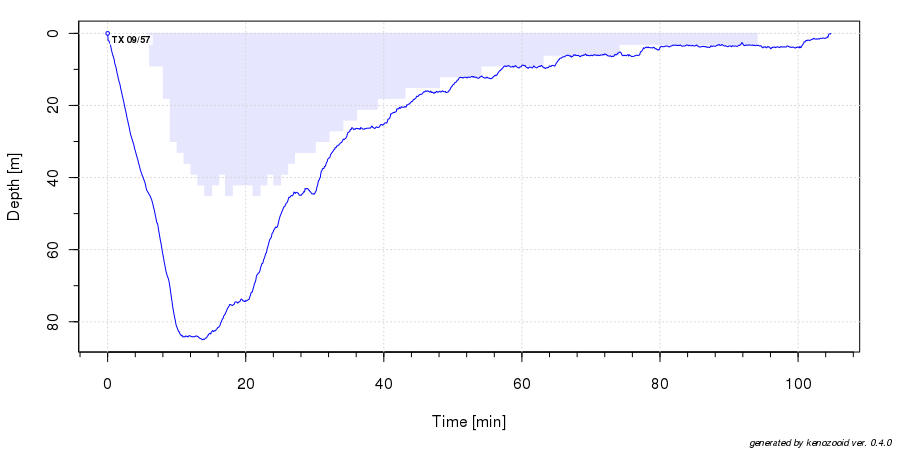 TX 09/57
0
20
40
60
80
Depth [m]
0 20 40 60 80 100
Time [min]
generated by kenozooid ver. 0.4.0